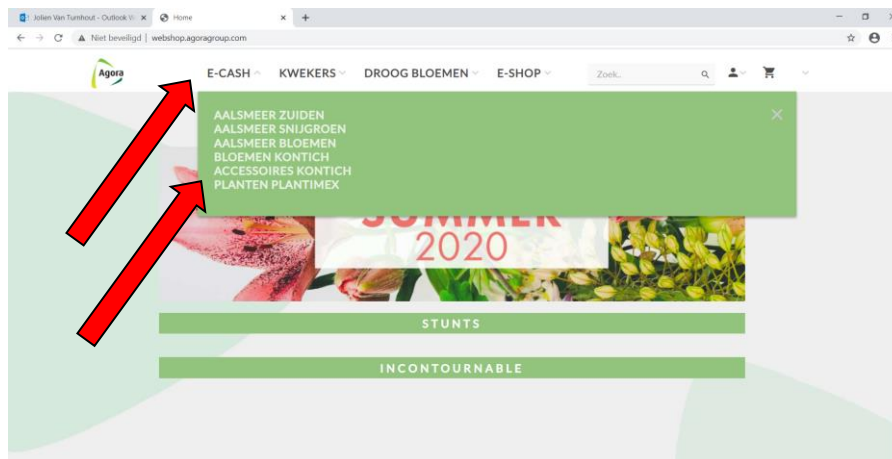 Jolien Van Turnhout - Outlook W
Home
Niet beveiligd | webshop.agoragroup.com
Agora
E-CASH
KWEKERS
DROOG BLOEMEN
E-SHOP
Zoek..
AALSMEER ZUIDEN
AALSMEER SNIJGROEN
AALSMEER BLOEMEN
BLOEMEN KONTICH
ACCESSOIRES KONTICH
PLANTEN PLANTIMEX
SUMMER
2020
STUNTS
INCONTOURNABLE